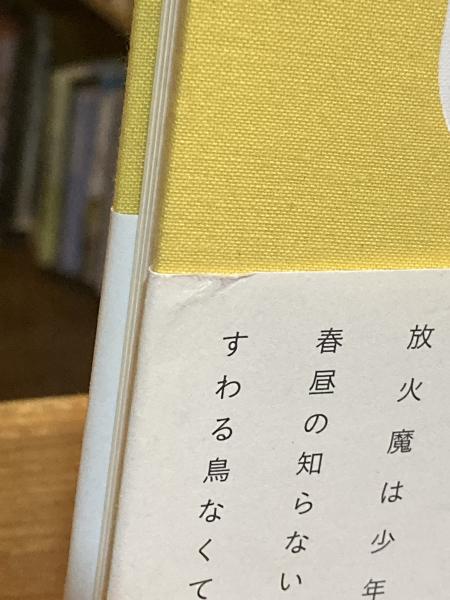 放火魔は少年
春昼の知らない
すわる鳥なくて